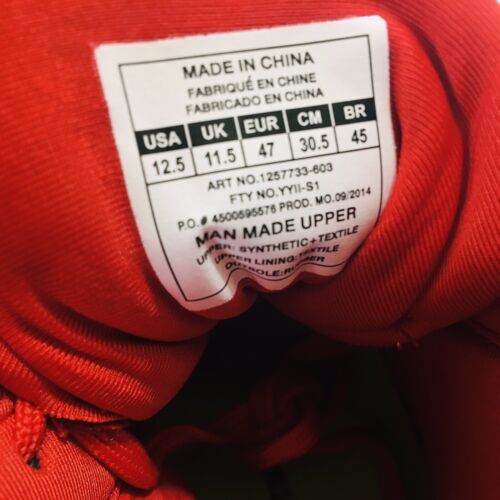 MADE IN CHINA
FABRIQUÉ EN CHINE
FABRICADO EN CHINA
USA UK EUR CM BR
12.5 11.5 47 30.5 45
ART NO.1257733-603
FTY NO.YYII-S1
P.O.# 4500595576 PROD. MO.09/2014
MAN MADE UPPER
UPPER: SYNTHETIC+TEXTILE
UPPER LINING:TEXTILE
OUTSOLE:RUBBER